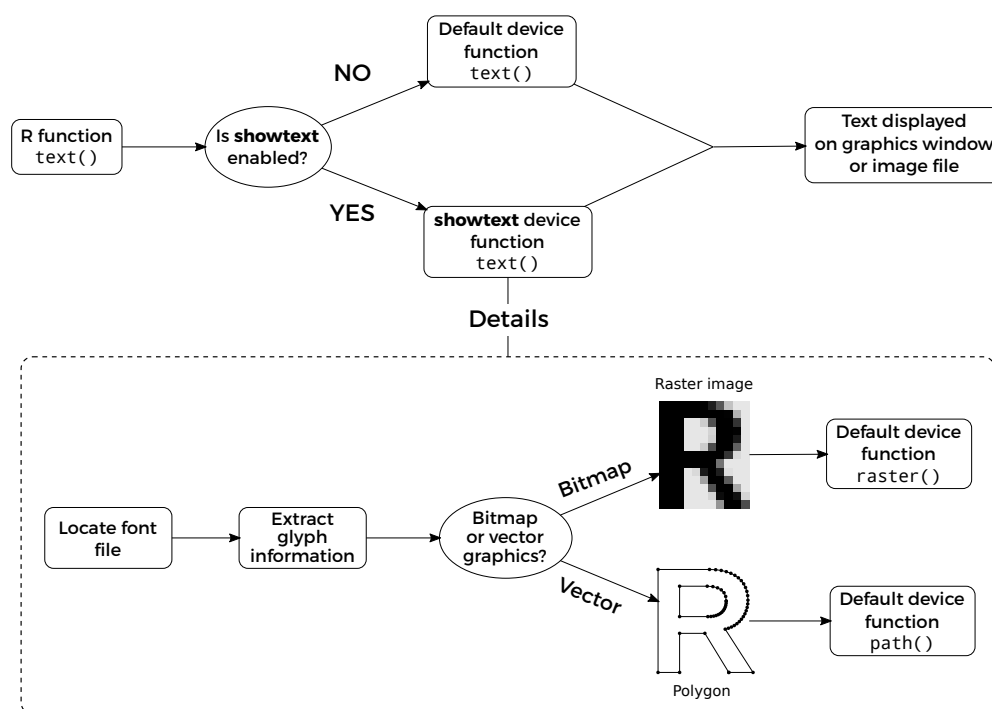 R function
text()
Is showtext
enabled?
NO
YES
Default device
function
text()
showtext device
function
text()
Text displayed
on graphics window
or image file
Details
Locate font
file
Extract
glyph
information
Bitmap
or vector
graphics?
Bitmap
Vector
Raster image
R
Default device
function
raster()
R
Polygon
Default device
function
path()